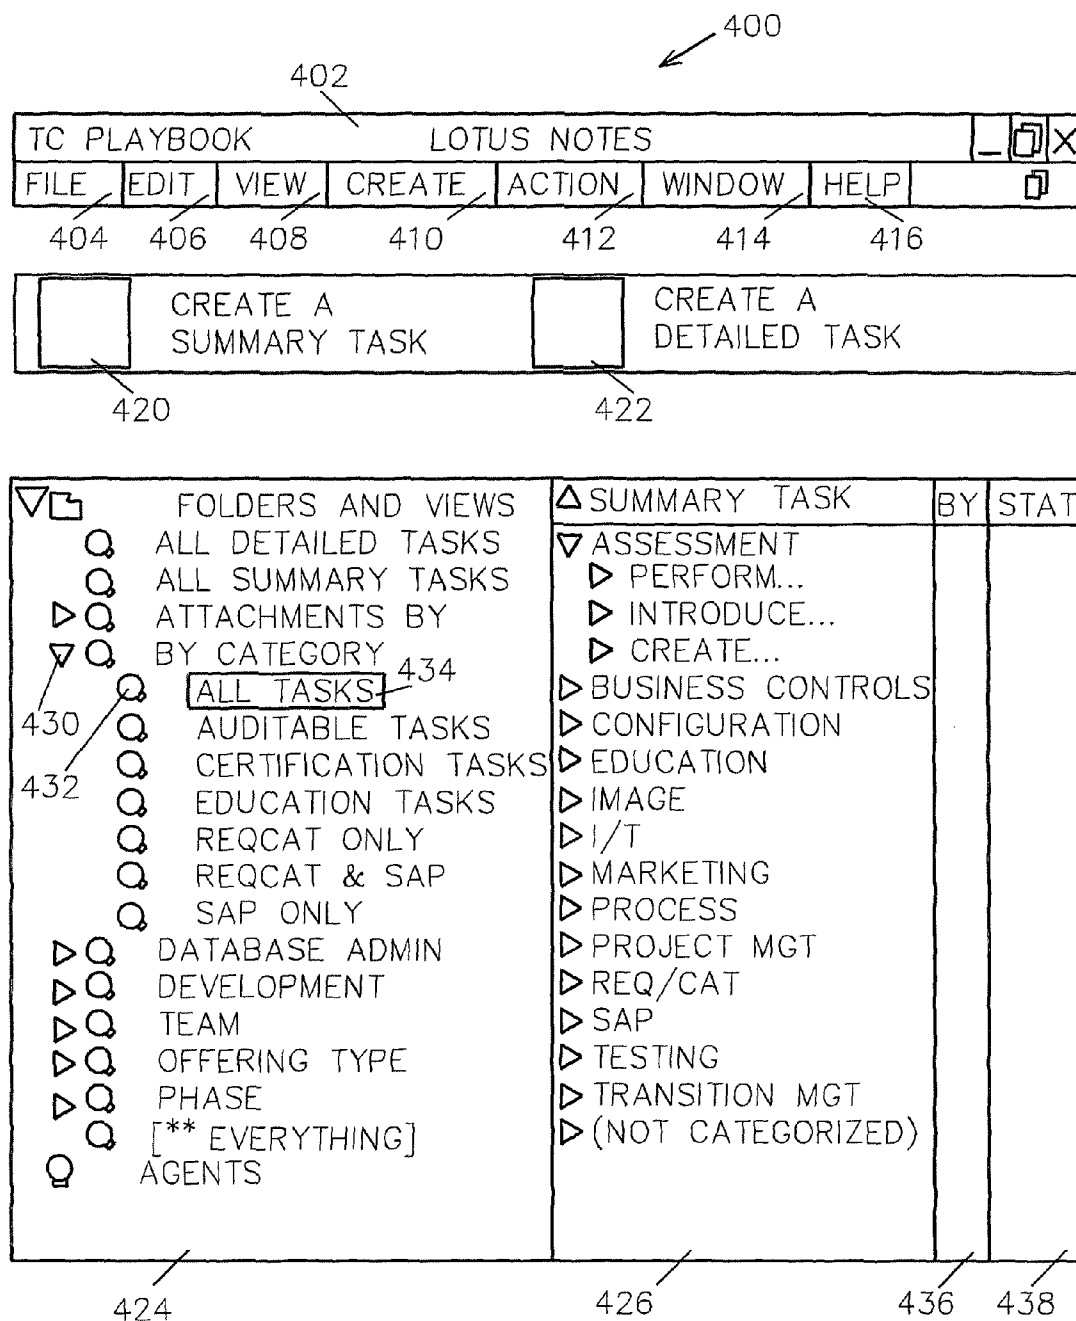 400
402
TC PLAYBOOK LOTUS NOTES
FILE EDIT VIEW CREATE ACTION WINDOW HELP
404 406 408 410 412 414 416
CREATE A
SUMMARY TASK
CREATE A
DETAILED TASK
420 422
FOLDERS AND VIEWS
ALL DETAILED TASKS
ALL SUMMARY TASKS
ATTACHMENTS BY
BY CATEGORY
ALL TASKS 434
430
AUDITABLE TASKS
CERTIFICATION TASKS
432
EDUCATION TASKS
REQCAT ONLY
REQCAT & SAP
SAP ONLY
DATABASE ADMIN
DEVELOPMENT
TEAM
OFFERING TYPE
PHASE
[** EVERYTHING]
AGENTS
SUMMARY TASK BY STAT
ASSESSMENT
PERFORM...
INTRODUCE...
CREATE...
BUSINESS CONTROLS
CONFIGURATION
EDUCATION
IMAGE
I/T
MARKETING
PROCESS
PROJECT MGT
REQ/CAT
SAP
TESTING
TRANSITION MGT
(NOT CATEGORIZED)
424 426 436 438